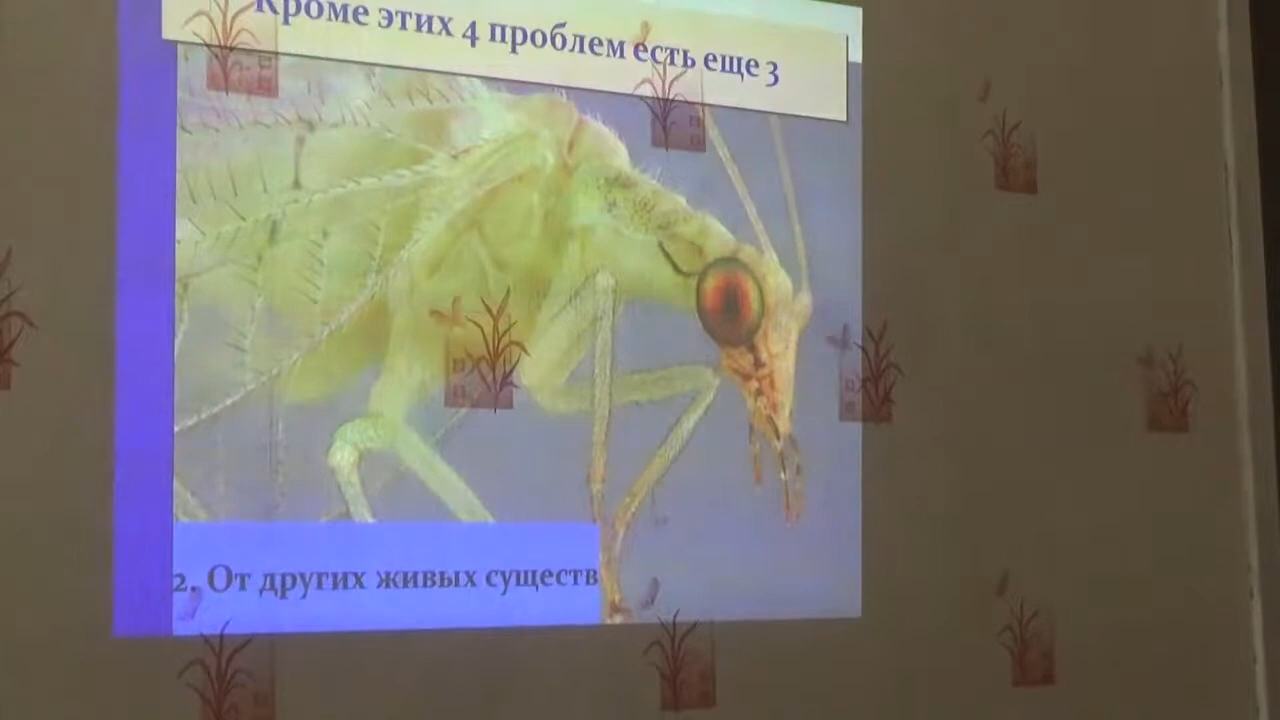 Кроме этих 4 проблем есть еще 3
2. От других живых существ